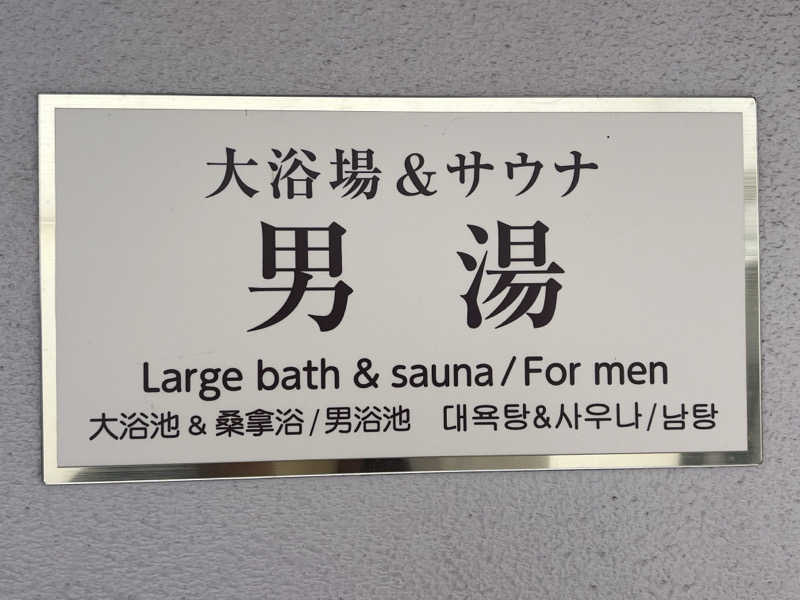 大浴場&サウナ
男 湯
Large bath & sauna/For men
大浴池 & 桑拿浴/男浴池 대욕탕&사우나/남탕